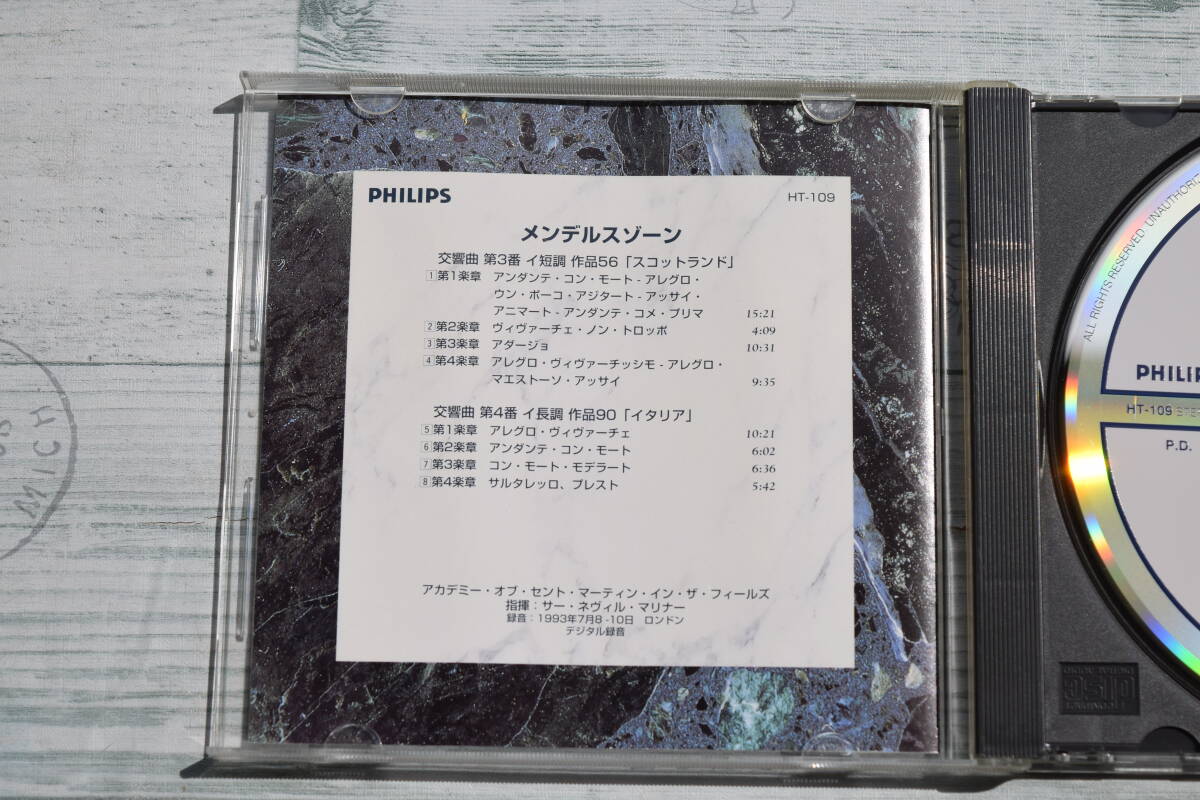 PHILIPS
HT-109
メンデルスゾーン
交響曲 第3番 イ短調 作品56「スコットランド」
1 第1楽章 アンダンテ・コン・モート - アレグロ・
ウン・ポーコ・アジタート - アッサイ・
アニマート - アンダンテ・コメ・プリマ 15:21
2 第2楽章 ヴィヴァーチェ・ノン・トロッポ 4:09
3 第3楽章 アダージョ 10:31
4 第4楽章 アレグロ・ヴィヴァーチッシモ - アレグロ・
マエストーソ・アッサイ 9:35
交響曲 第4番 イ長調 作品90「イタリア」
5 第1楽章 アレグロ・ヴィヴァーチェ 10:21
6 第2楽章 アンダンテ・コン・モート 6:02
7 第3楽章 コン・モート・モデラート 6:36
8 第4楽章 サルタレッロ、プレスト 5:42
アカデミー・オブ・セント・マーティン・イン・ザ・フィールズ
指揮：サー・ネヴィル・マリナー
録音：1993年7月8-10日 ロンドン
デジタル録音
ALL RIGHTS RESERVED. UNAUTHORIZ
PHILIP
HT-109 STE
P.D.
MICH